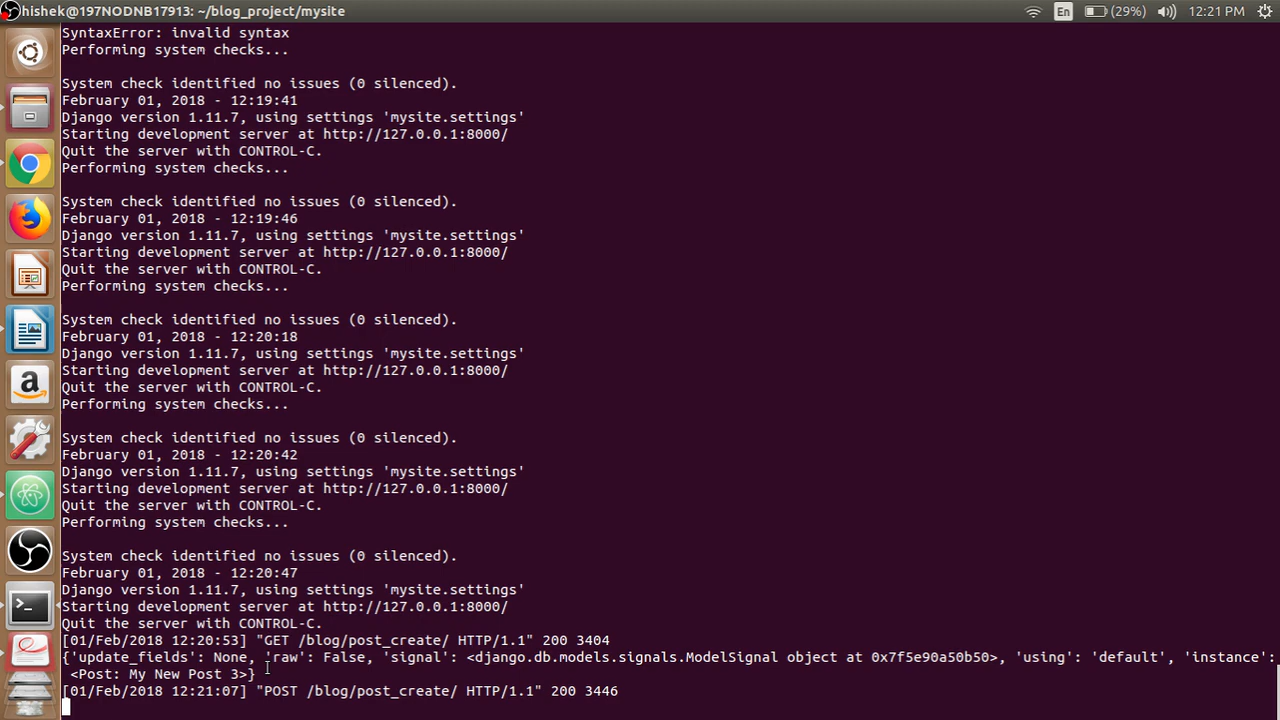 hishek@197NODNB17913: ~/blog_project/mysite En (29%) 12:21 PM
SyntaxError: invalid syntax
Performing system checks...
System check identified no issues (0 silenced).
February 01, 2018 - 12:19:41
Django version 1.11.7, using settings 'mysite.settings'
Starting development server at http://127.0.0.1:8000/
Quit the server with CONTROL-C.
Performing system checks...
System check identified no issues (0 silenced).
February 01, 2018 - 12:19:46
Django version 1.11.7, using settings 'mysite.settings'
Starting development server at http://127.0.0.1:8000/
Quit the server with CONTROL-C.
Performing system checks...
System check identified no issues (0 silenced).
February 01, 2018 - 12:20:18
Django version 1.11.7, using settings 'mysite.settings'
Starting development server at http://127.0.0.1:8000/
Quit the server with CONTROL-C.
Performing system checks...
System check identified no issues (0 silenced).
February 01, 2018 - 12:20:42
Django version 1.11.7, using settings 'mysite.settings'
Starting development server at http://127.0.0.1:8000/
Quit the server with CONTROL-C.
Performing system checks...
System check identified no issues (0 silenced).
February 01, 2018 - 12:20:47
Django version 1.11.7, using settings 'mysite.settings'
Starting development server at http://127.0.0.1:8000/
Quit the server with CONTROL-C.
[01/Feb/2018 12:20:53] "GET /blog/post_create/ HTTP/1.1" 200 3404
{'update_fields': None, 'raw': False, 'signal': <django.db.models.signals.ModelSignal object at 0x7f5e90a50b50>, 'using': 'default', 'instance':
<Post: My New Post 3>}
[01/Feb/2018 12:21:07] "POST /blog/post_create/ HTTP/1.1" 200 3446